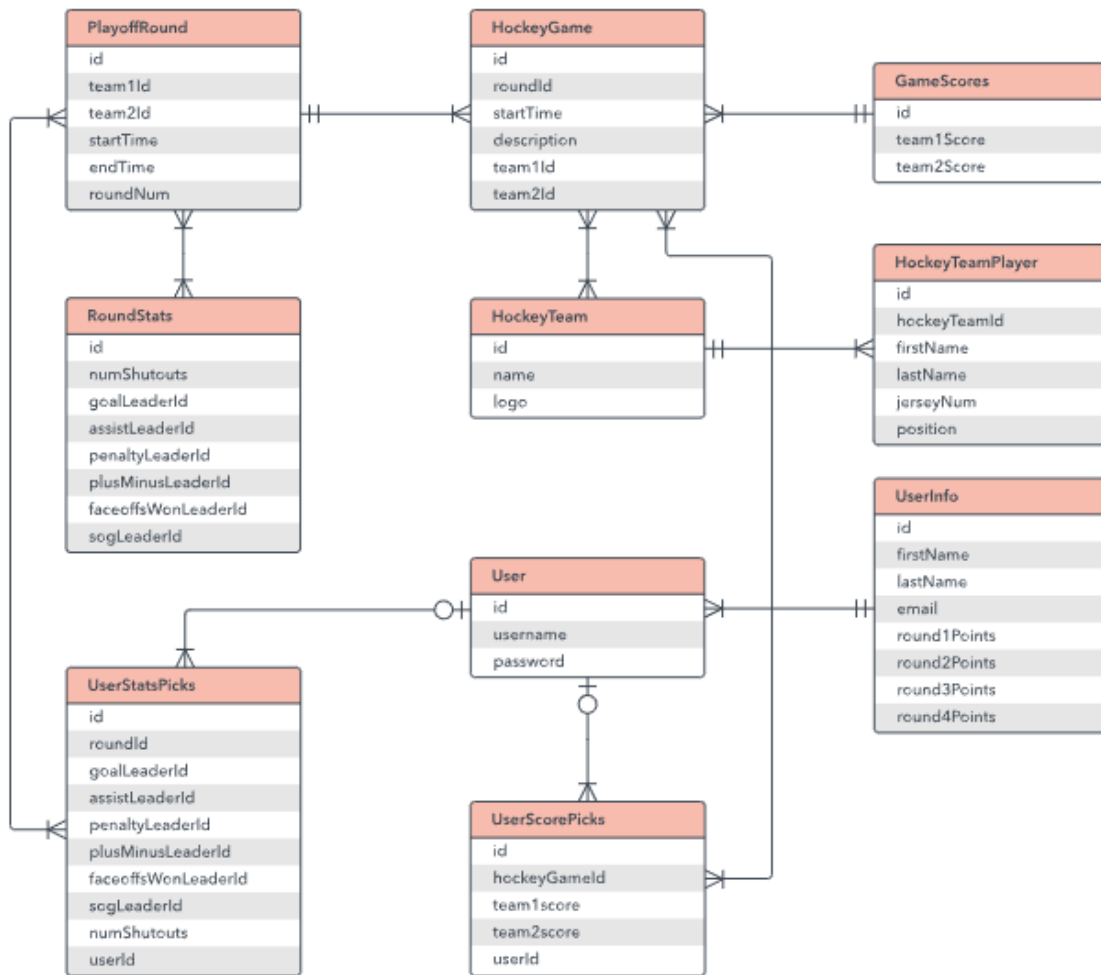 PlayoffRound
id
team1Id
team2Id
startTime
endTime
roundNum
HockeyGame
id
roundId
startTime
description
team1Id
team2Id
GameScores
id
team1Score
team2Score
RoundStats
id
numShutouts
goalLeaderId
assistLeaderId
penaltyLeaderId
plusMinusLeaderId
faceoffsWonLeaderId
sogLeaderId
HockeyTeam
id
name
logo
HockeyTeamPlayer
id
hockeyTeamId
firstName
lastName
jerseyNum
position
User
id
username
password
UserInfo
id
firstName
lastName
email
round1Points
round2Points
round3Points
round4Points
UserStatsPicks
id
roundId
goalLeaderId
assistLeaderId
penaltyLeaderId
plusMinusLeaderId
faceoffsWonLeaderId
sogLeaderId
numShutouts
userId
UserScorePicks
id
hockeyGameId
team1score
team2score
userId